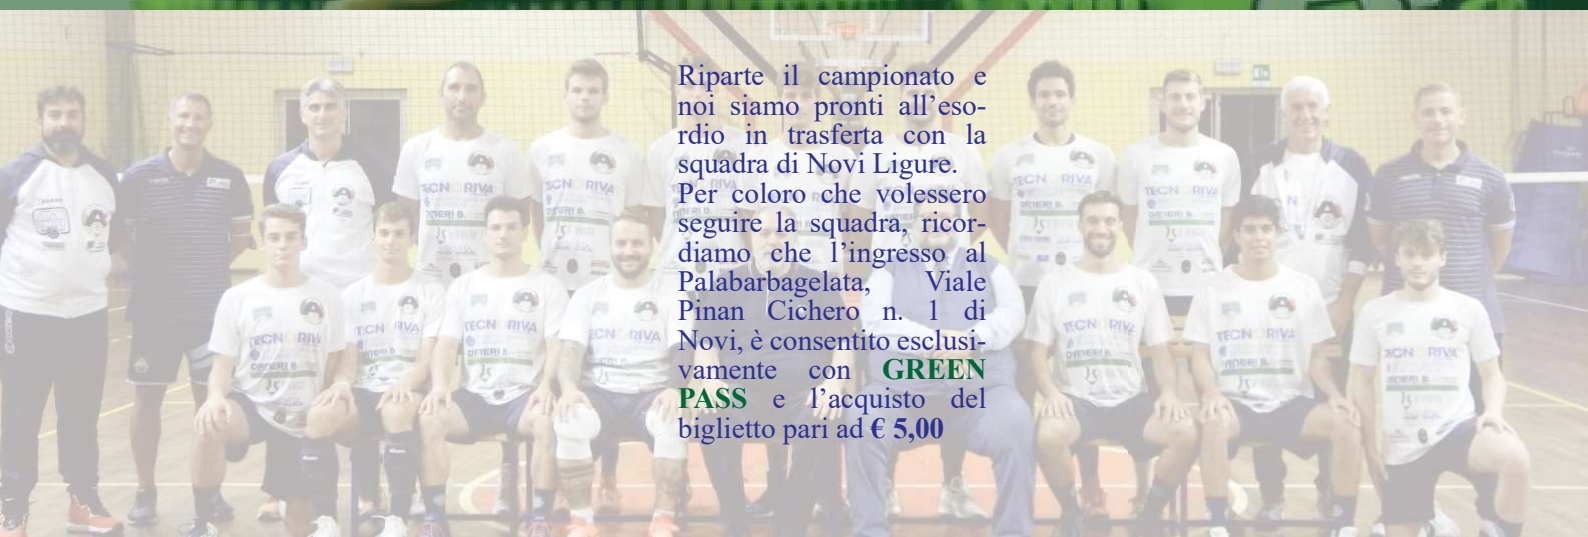 Riparte il campionato e
noi siamo pronti all'eso-
rdio in trasferta con la
squadra di Novi Ligure.
Per coloro che volessero
seguire la squadra, ricor-
diamo che l'ingresso al
Palabarbagelata, Viale
Pinan Cichero n. 1 di
Novi, è consentito esclusi-
vamente con GREEN
PASS e l'acquisto del
biglietto pari ad € 5,00